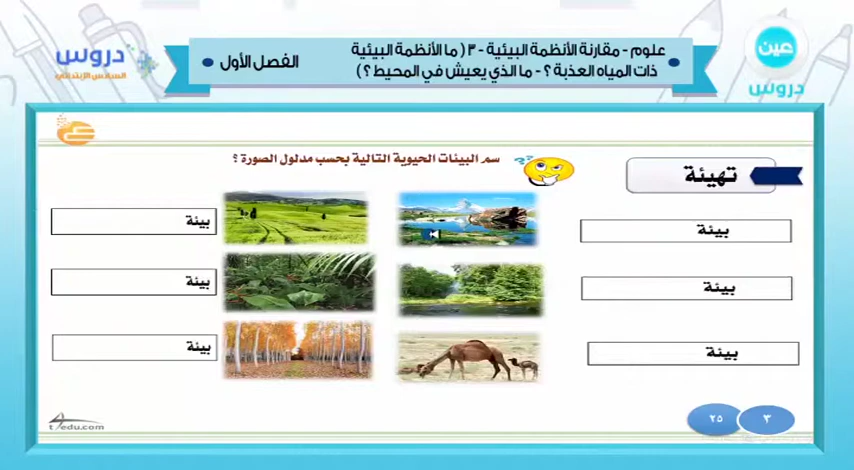 عين
دروس
علوم - مقارنة الأنظمة البيئية - ٣ ( ما الأنظمة البيئية
ذات المياه العذبة ؟ - ما الذي يعيش في المحيط ؟ )
الفصل الأول
دروس
السادس الابتدائي
تهيئة
سم البيئات الحيوية التالية بحسب مدلول الصورة ؟
بيئة
بيئة
بيئة
بيئة
بيئة
بيئة
٣
٢٥
t4edu.com